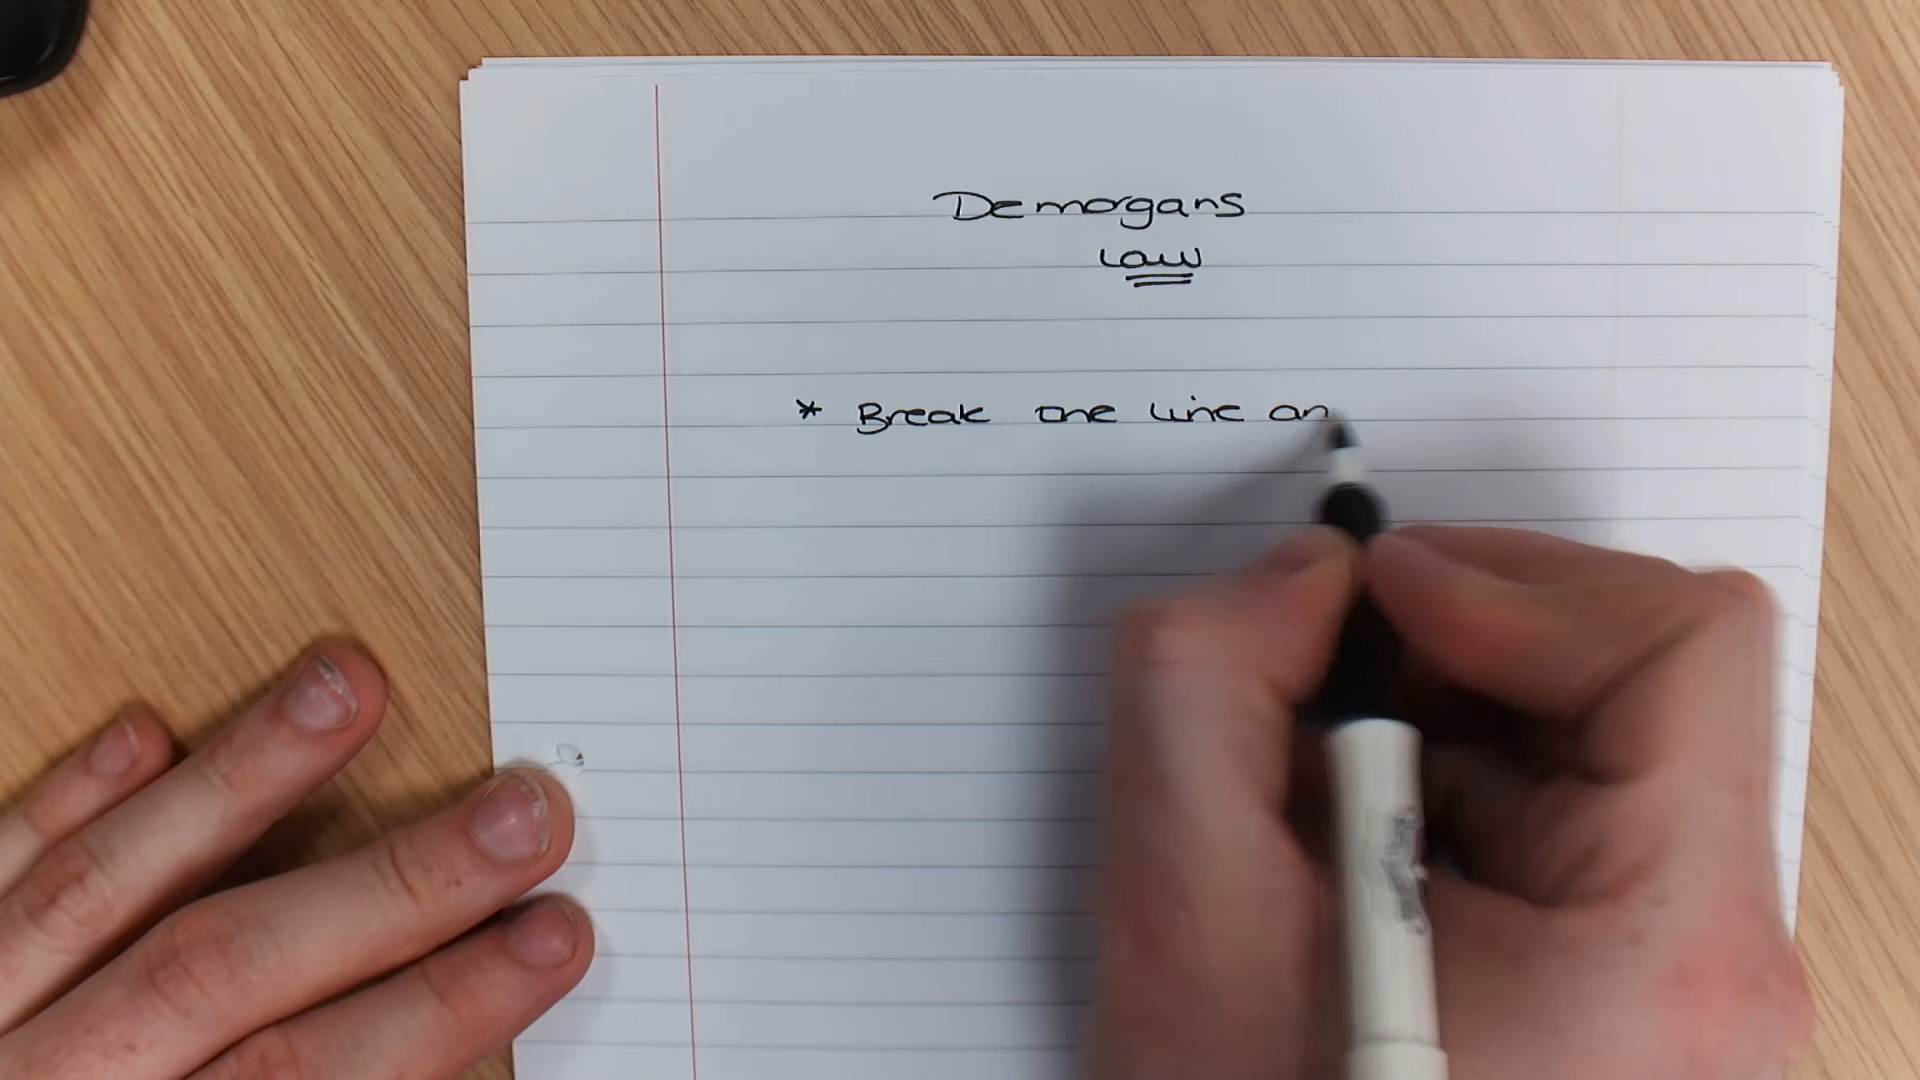 Demorgans
Law
* Break the line an